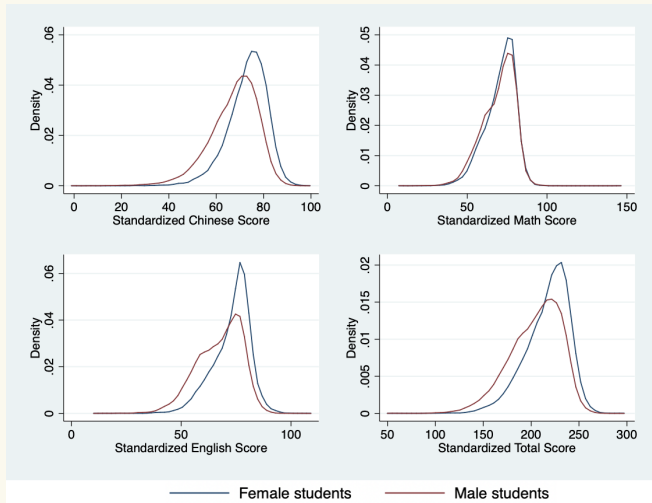 .06
.04
.02
0
Density
0 20 40 60 80 100
Standardized Chinese Score
.05
.04
.03
.02
.01
0
Density
0 50 100 150
Standardized Math Score
.06
.04
.02
0
Density
0 50 100
Standardized English Score
.02
.015
.01
.005
0
Density
50 100 150 200 250 300
Standardized Total Score
Female students Male students